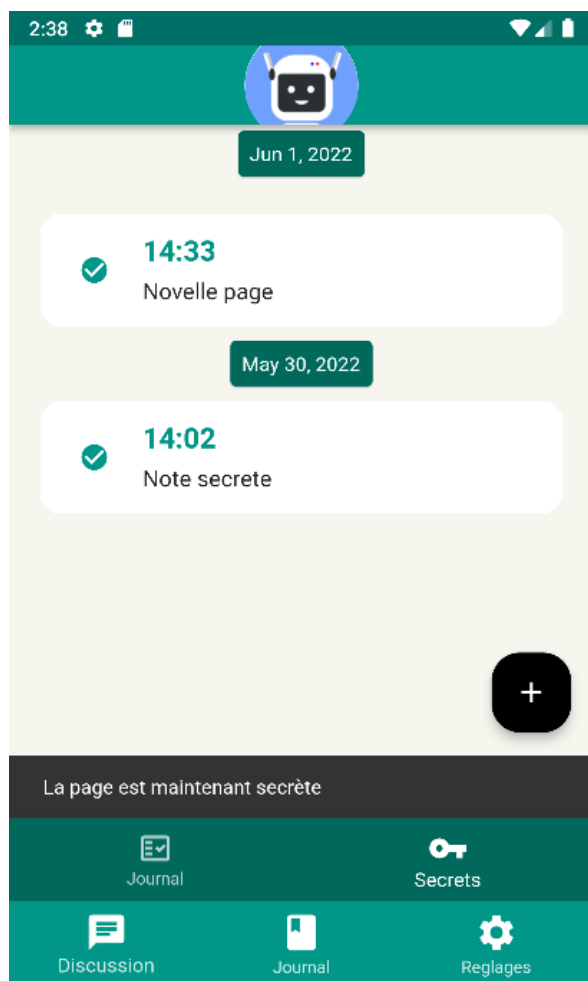 2:38
Jun 1, 2022
14:33
Novelle page
May 30, 2022
14:02
Note secrete
+
La page est maintenant secrète
Journal Secrets
Discussion Journal Reglages